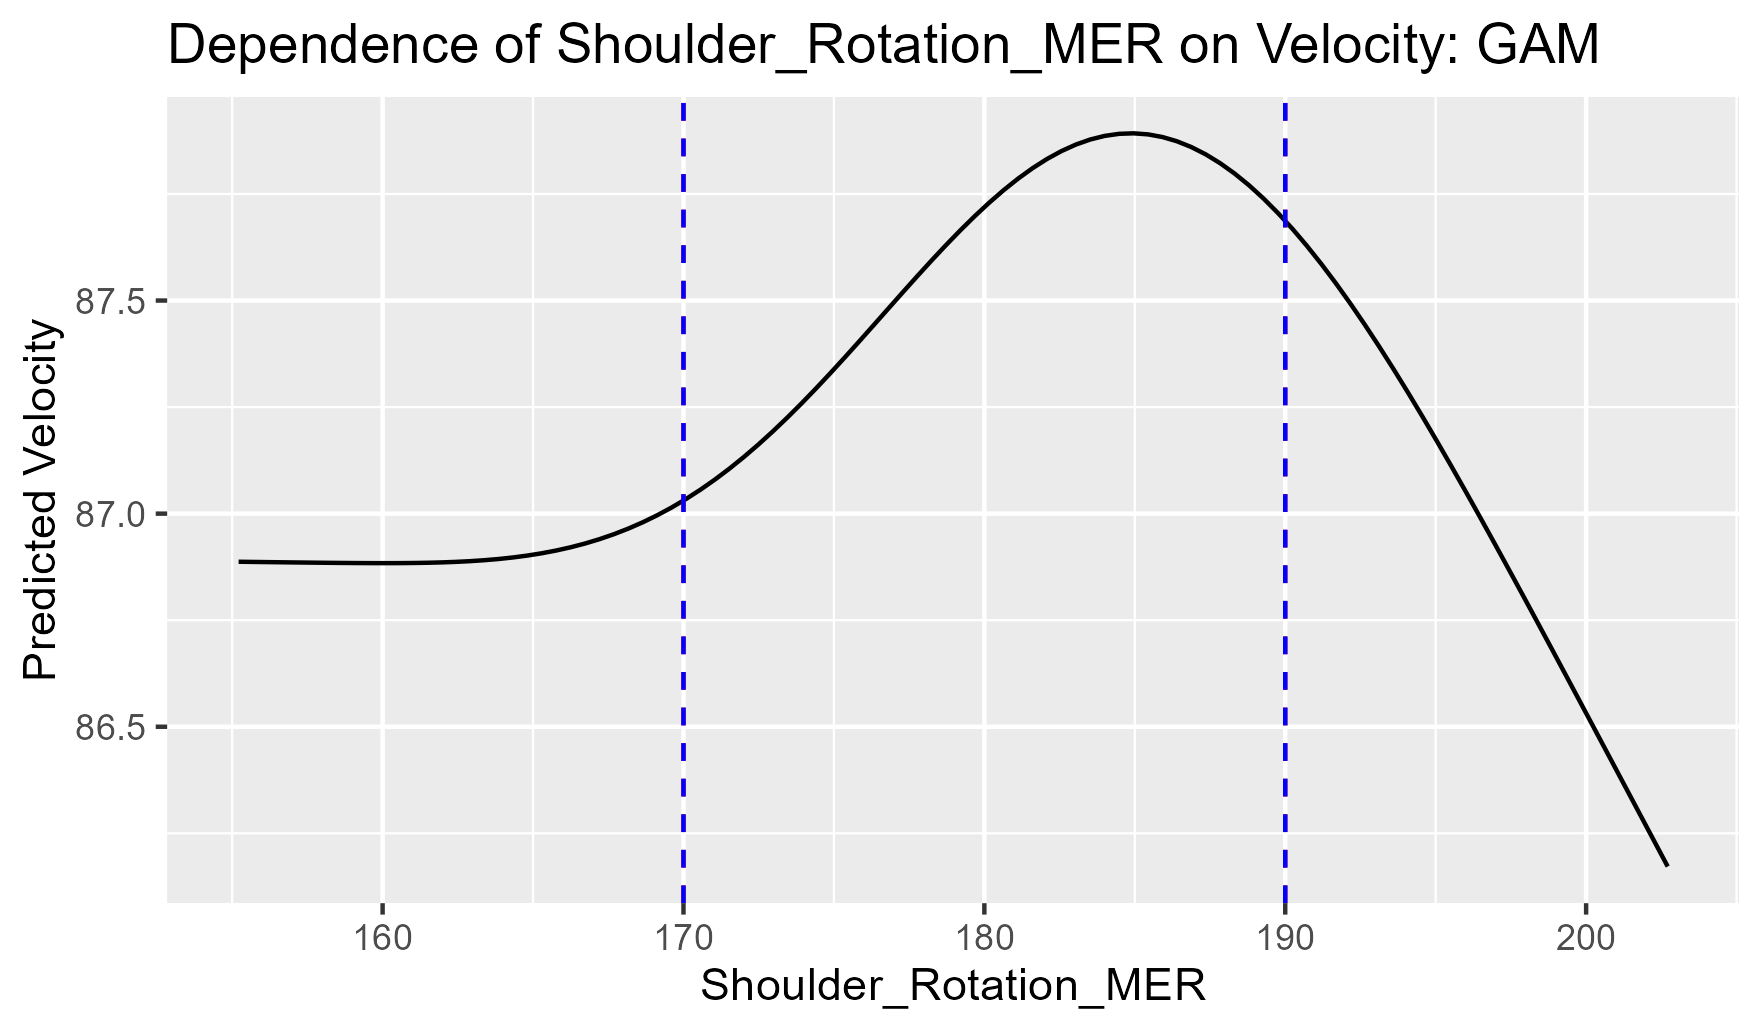 Dependence of Shoulder_Rotation_MER on Velocity: GAM
Predicted Velocity
87.5
87.0
86.5
160 170 180 190 200
Shoulder_Rotation_MER